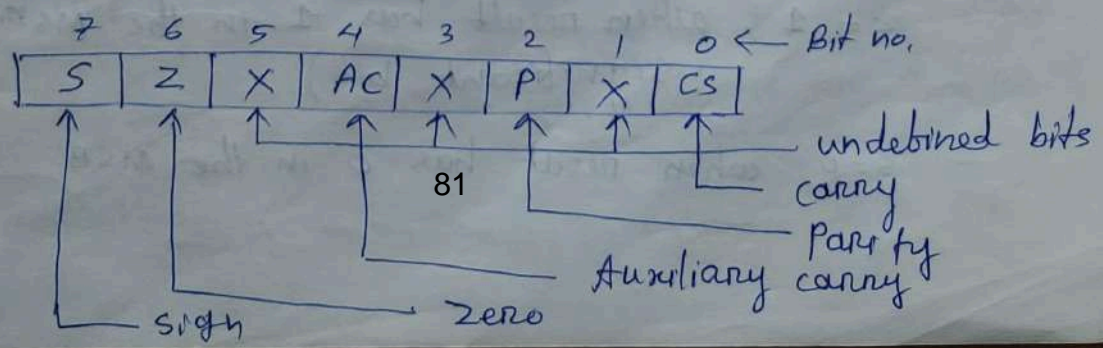 7 6 5 4 3 2 1 0 ← Bit no.
S Z X AC X P X CS
undebined bits
81
carry
Parity
Auxiliary carry
Zero
Sign